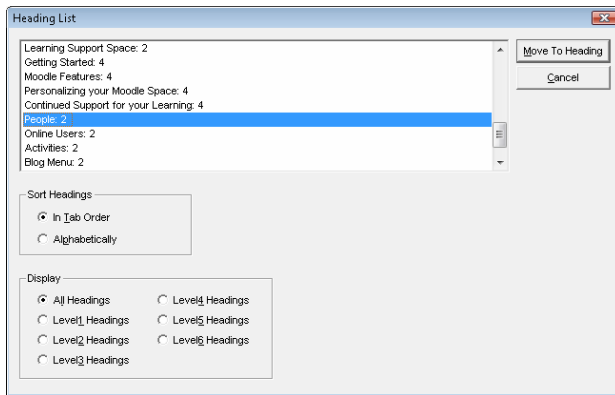 Heading List
Learning Support Space: 2
Getting Started: 4
Moodle Features: 4
Personalizing your Moodle Space: 4
Continued Support for your Learning: 4
People: 2
Online Users: 2
Activities: 2
Blog Menu: 2
Move To Heading
Cancel
Sort Headings
In Tab Order
Alphabetically
Display
All Headings
Level4 Headings
Level1 Headings
Level5 Headings
Level2 Headings
Level6 Headings
Level3 Headings